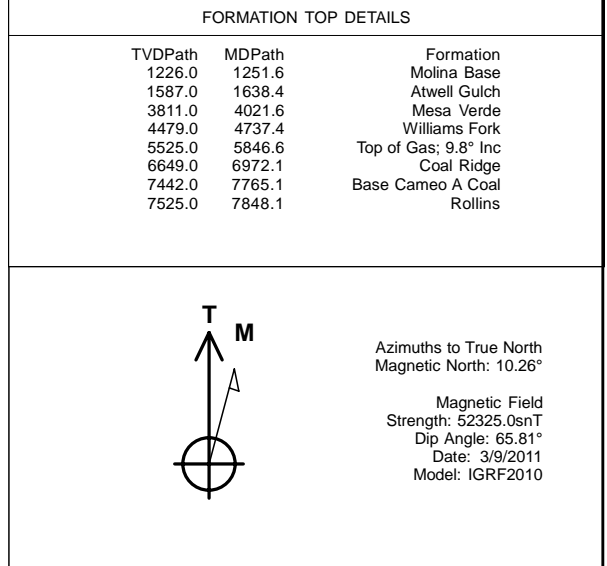 FORMATION TOP DETAILS
TVDPath MDPath Formation
1226.0 1251.6 Molina Base
1587.0 1638.4 Atwell Gulch
3811.0 4021.6 Mesa Verde
4479.0 4737.4 Williams Fork
5525.0 5846.6 Top of Gas; 9.8° Inc
6649.0 6972.1 Coal Ridge
7442.0 7765.1 Base Cameo A Coal
7525.0 7848.1 Rollins
T
M
Azimuths to True North
Magnetic North: 10.26°
Magnetic Field
Strength: 52325.0snT
Dip Angle: 65.81°
Date: 3/9/2011
Model: IGRF2010